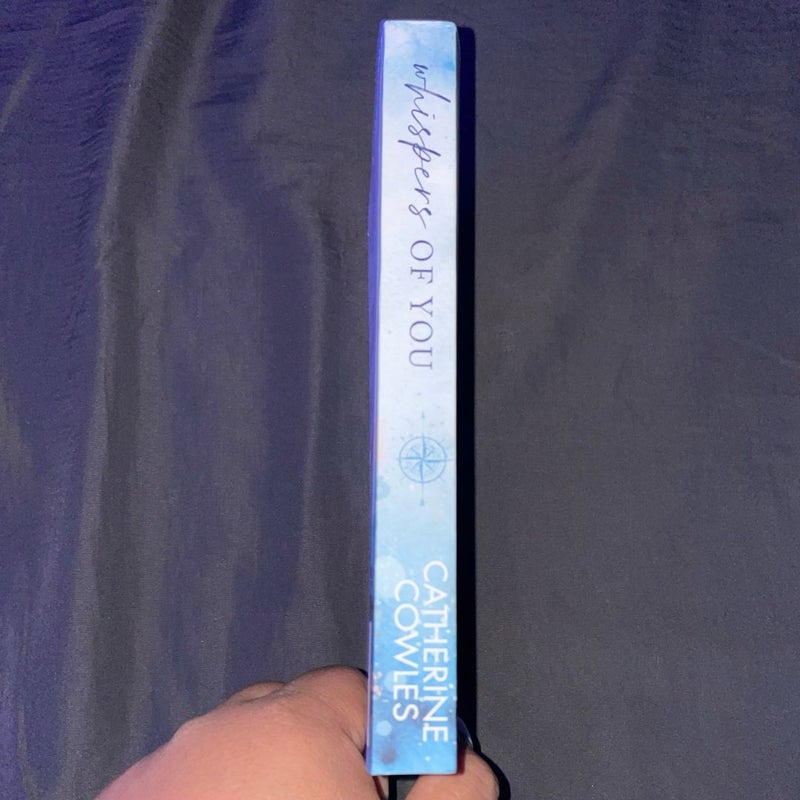 whispers OF YOU
CATHERINE
COWLES